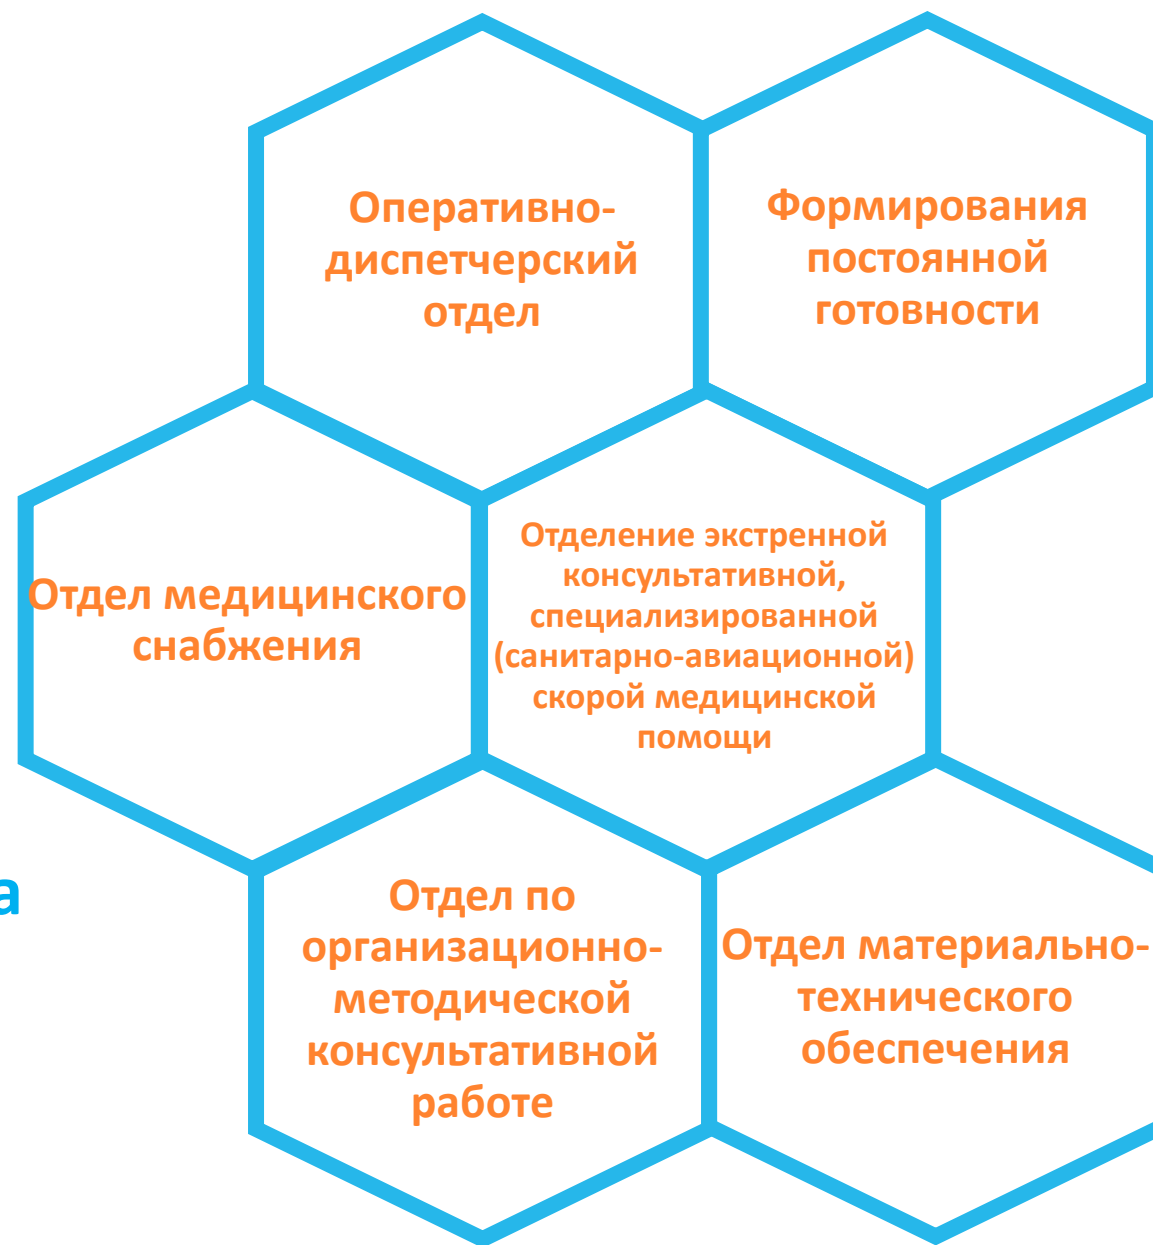 Оперативно-
диспетчерский
отдел
Формирования
постоянной
готовности
Отдел медицинского
снабжения
Отделение экстренной
консультативной,
специализированной
(санитарно-авиационной)
скорой медицинской
помощи
а
Отдел по
организационно-
методической
консультативной
работе
Отдел материально-
технического
обеспечения